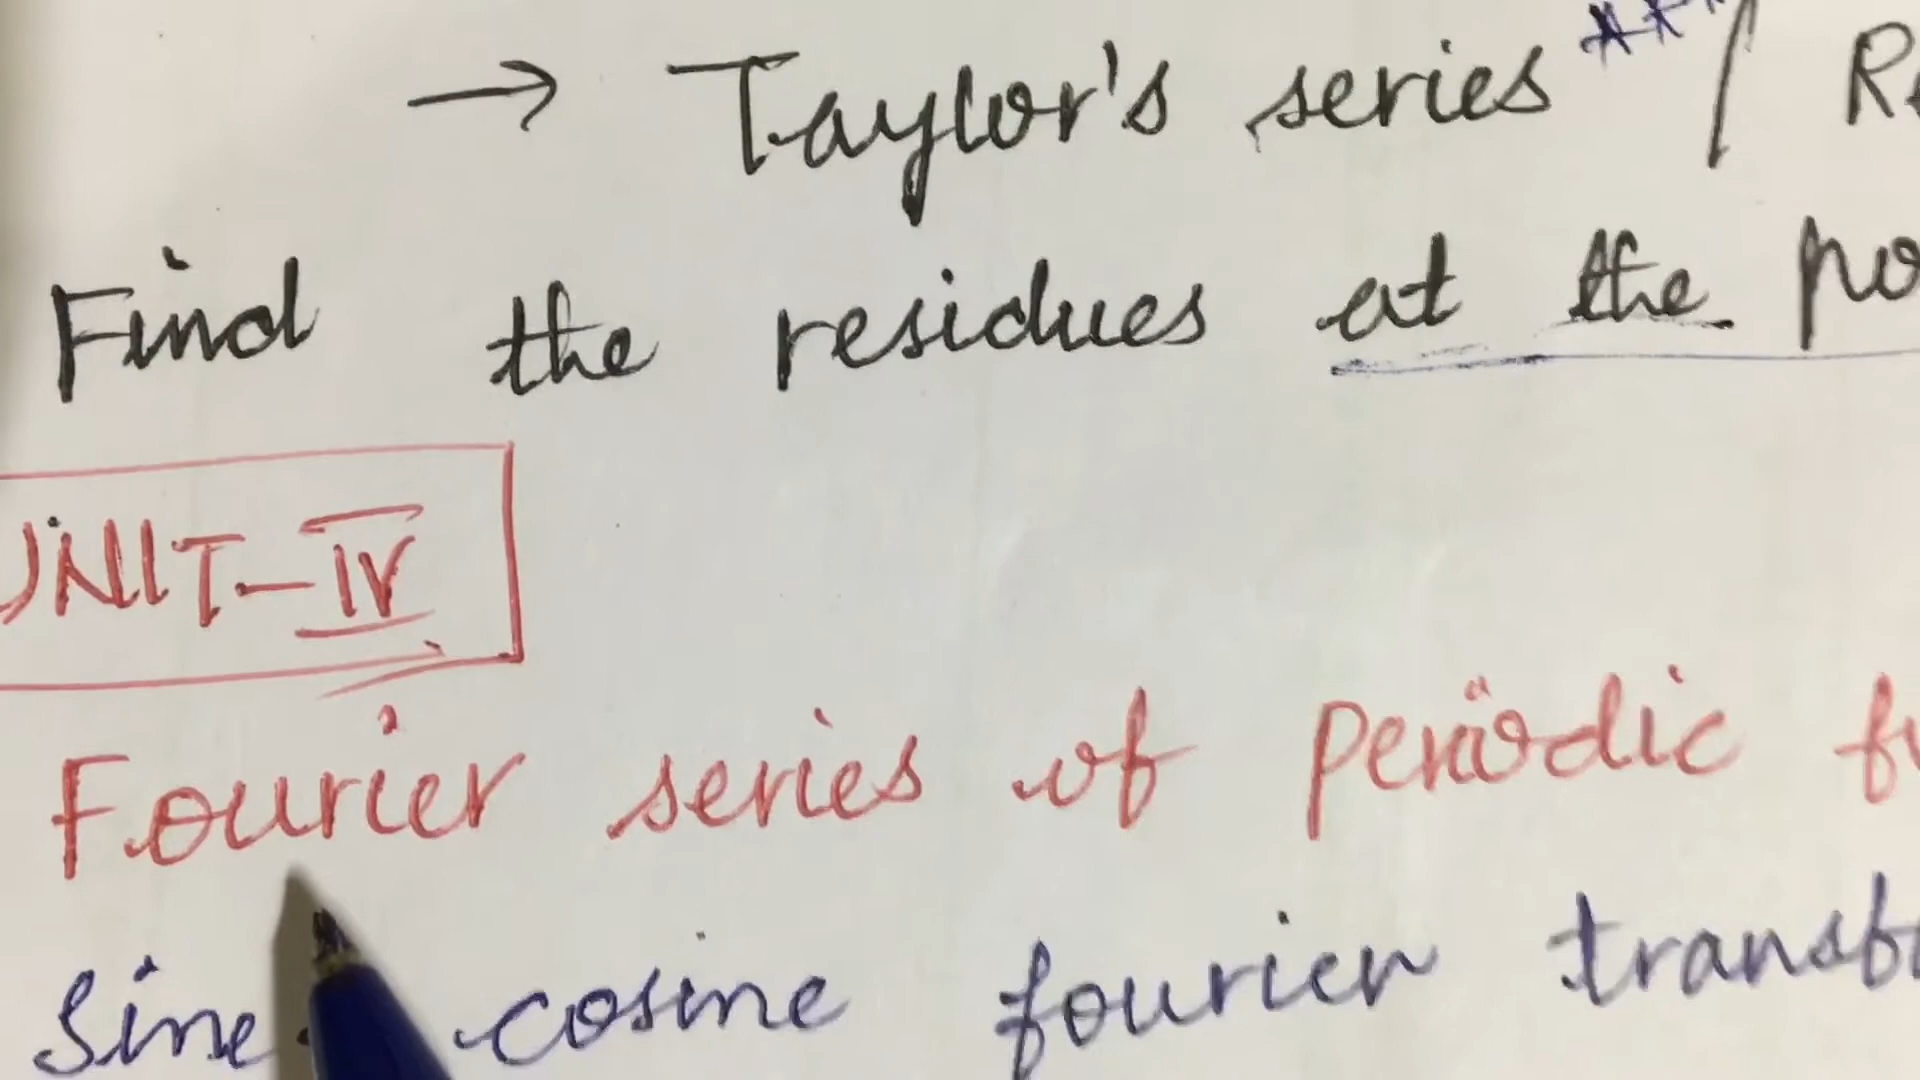 → Taylor's series *** /
Find the residues at the
UNIT-IV
Fourier series of Periodic
Sine cosine fourier